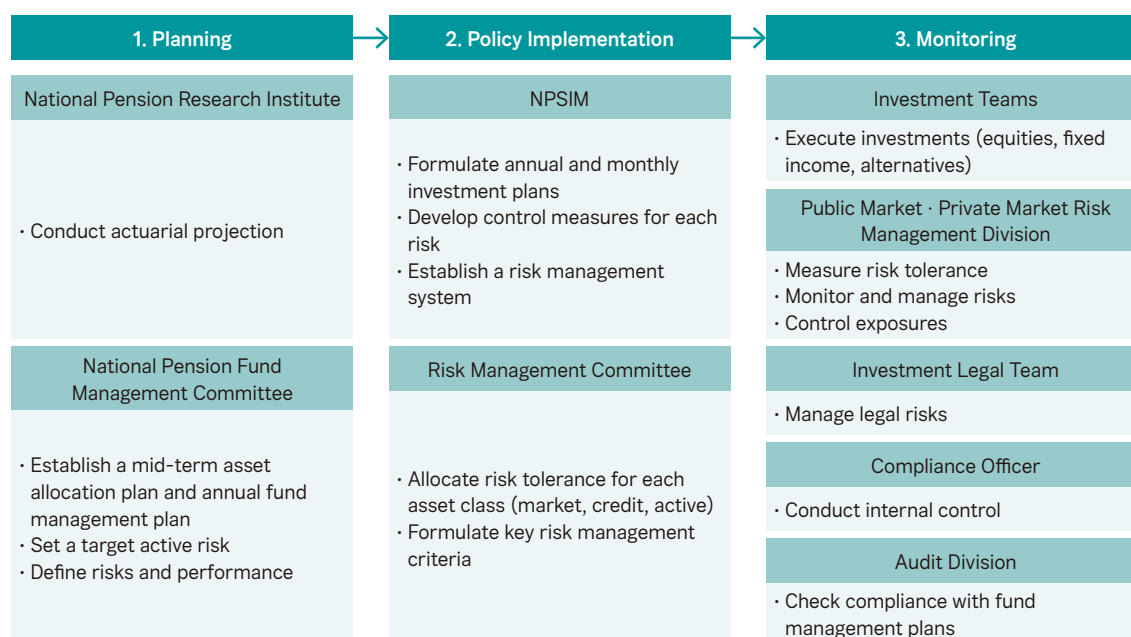 1. Planning
National Pension Research Institute
· Conduct actuarial projection
National Pension Fund
Management Committee
· Establish a mid-term asset
allocation plan and annual fund
management plan
· Set a target active risk
· Define risks and performance
2. Policy Implementation
NPSIM
· Formulate annual and monthly
investment plans
· Develop control measures for each
risk
· Establish a risk management
system
Risk Management Committee
· Allocate risk tolerance for each
asset class (market, credit, active)
· Formulate key risk management
criteria
3. Monitoring
Investment Teams
· Execute investments (equities, fixed
income, alternatives)
Public Market · Private Market Risk
Management Division
· Measure risk tolerance
· Monitor and manage risks
· Control exposures
Investment Legal Team
· Manage legal risks
Compliance Officer
· Conduct internal control
Audit Division
· Check compliance with fund
management plans